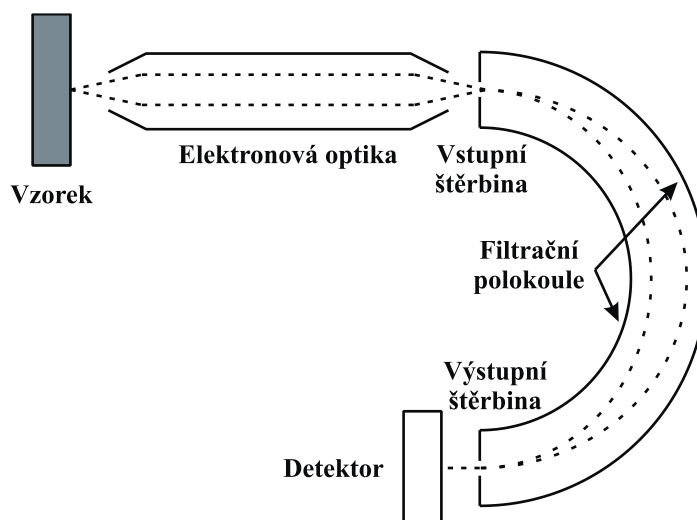 Elektronová optika
Vstupní
štěrbina
Vzorek
Filtrační
polokoule
Výstupní
štěrbina
Detektor